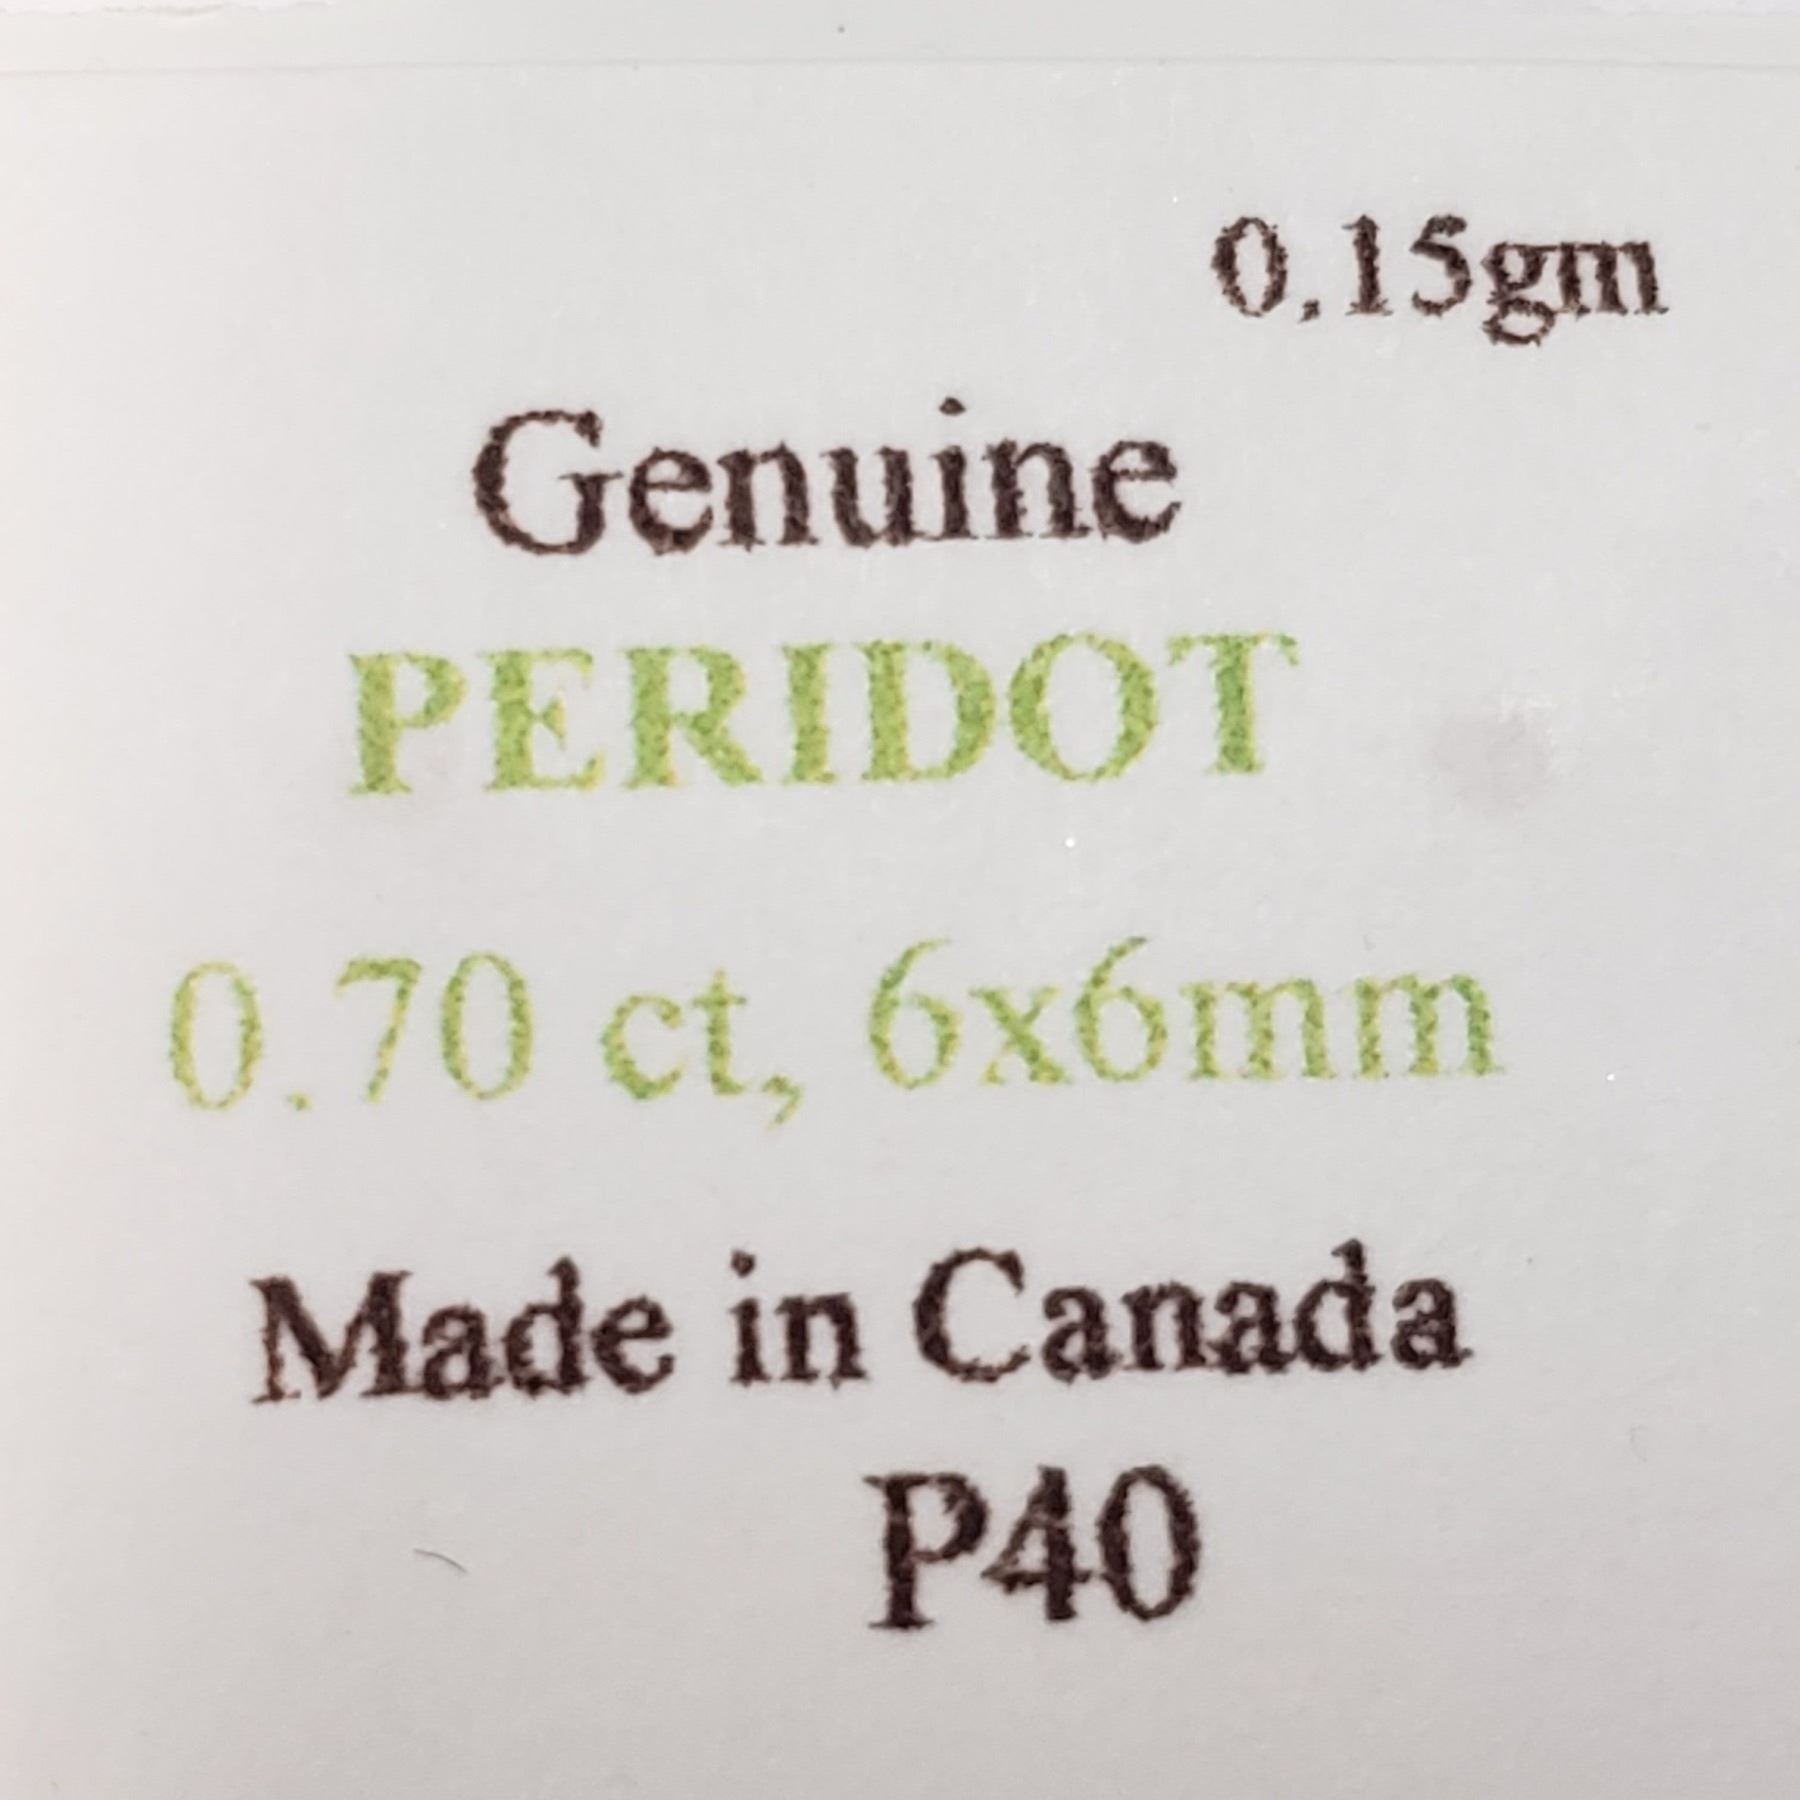 0.15gm
Genuine
PERIDOT
0.70 ct, 6x6mm
Made in Canada
P40